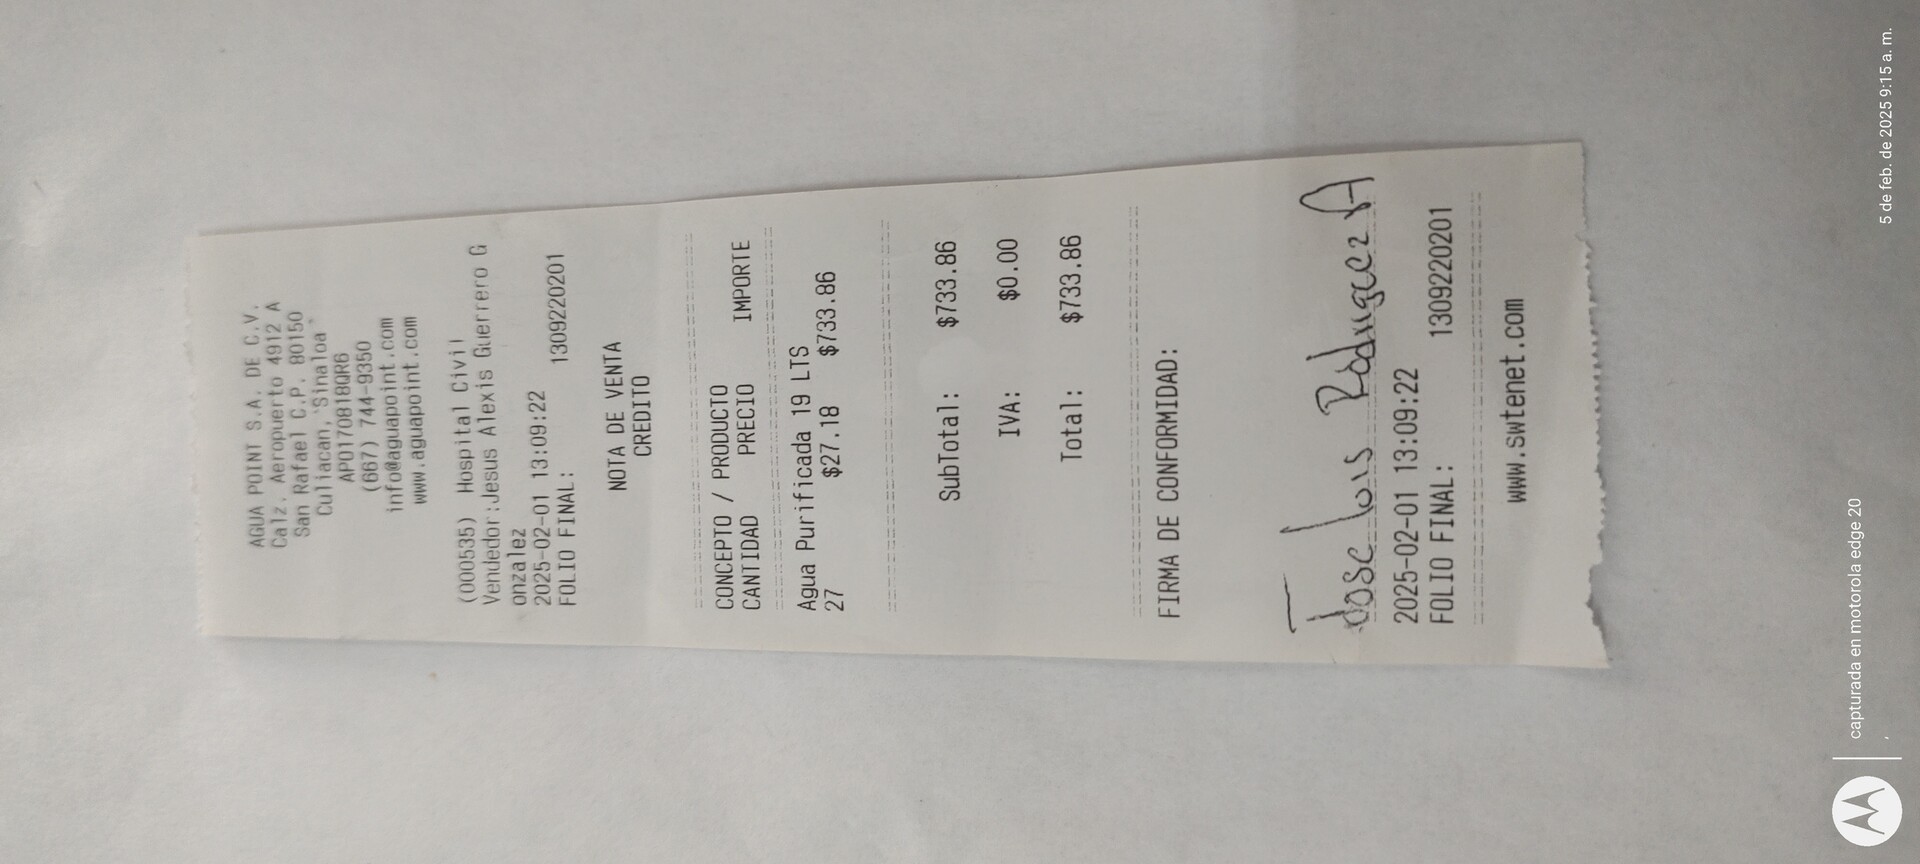 AGUA POINT S.A. DE C.V.
Calz. Aeropuerto 4912 A
San Rafael C.P. 80150
Culiacan, Sinaloa
APO170818QR6
(667) 744-9350
info@aguapoint.com
www.aguapoint.com
(000535) Hospital Civil
Vendedor:Jesus Alexis Guerrero G
onzalez
2025-02-01 13:09:22
FOLIO FINAL: 1309220201
NOTA DE VENTA
CREDITO
CONCEPTO / PRODUCTO
CANTIDAD PRECIO IMPORTE
Agua Purificada 19 LTS
27 $27.18 $733.86
SubTotal: $733.86
IVA: $0.00
Total: $733.86
FIRMA DE CONFORMIDAD:
Jose Luis Rodriguez A
2025-02-01 13:09:22
FOLIO FINAL: 1309220201
www.swtenet.com
capturada en motorola edge 20
5 de feb. de 2025 9:15 a. m.